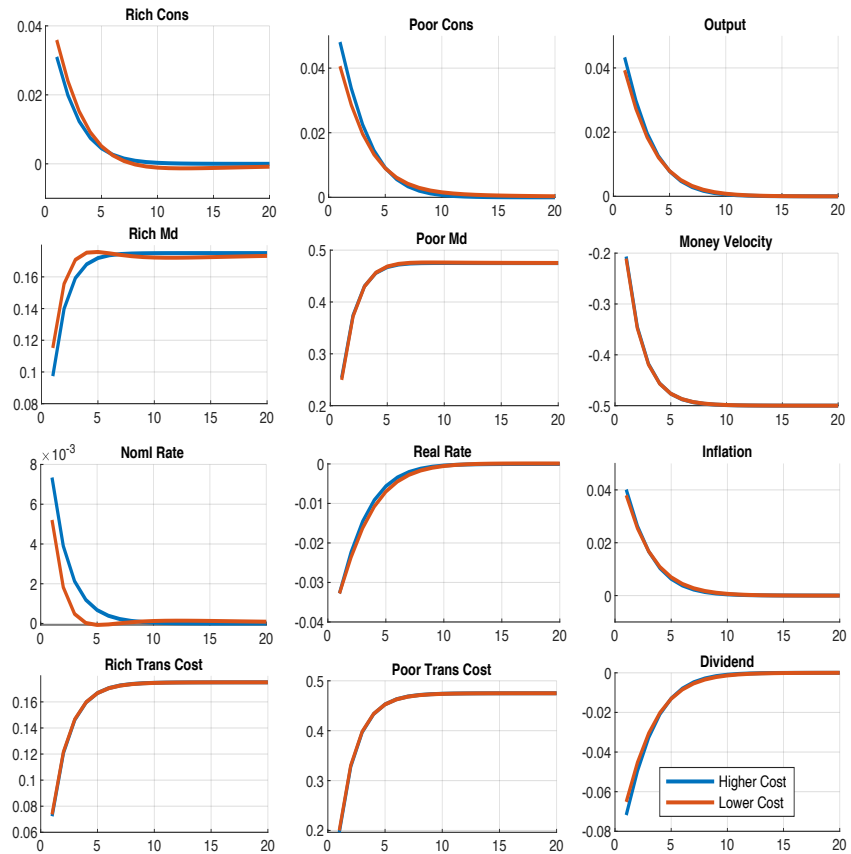 Rich Cons
0.04
0.02
0
0 5 10 15 20
Poor Cons
0.04
0.02
0
0 5 10 15 20
Output
0.04
0.02
0
0 5 10 15 20
Rich Md
0.16
0.14
0.12
0.1
0.08
0 5 10 15 20
Poor Md
0.5
0.4
0.3
0.2
0 5 10 15 20
Money Velocity
-0.2
-0.3
-0.4
-0.5
0 5 10 15 20
Noml Rate
×10-3
8
6
4
2
0
0 5 10 15 20
Real Rate
0
-0.01
-0.02
-0.03
-0.04
0 5 10 15 20
Inflation
0.04
0.02
0
0 5 10 15 20
Rich Trans Cost
0.16
0.14
0.12
0.1
0.08
0.06
0 5 10 15 20
Poor Trans Cost
0.5
0.4
0.3
0.2
0 5 10 15 20
Dividend
0
-0.02
-0.04
-0.06
-0.08
0 5 10 15 20
Higher Cost
Lower Cost